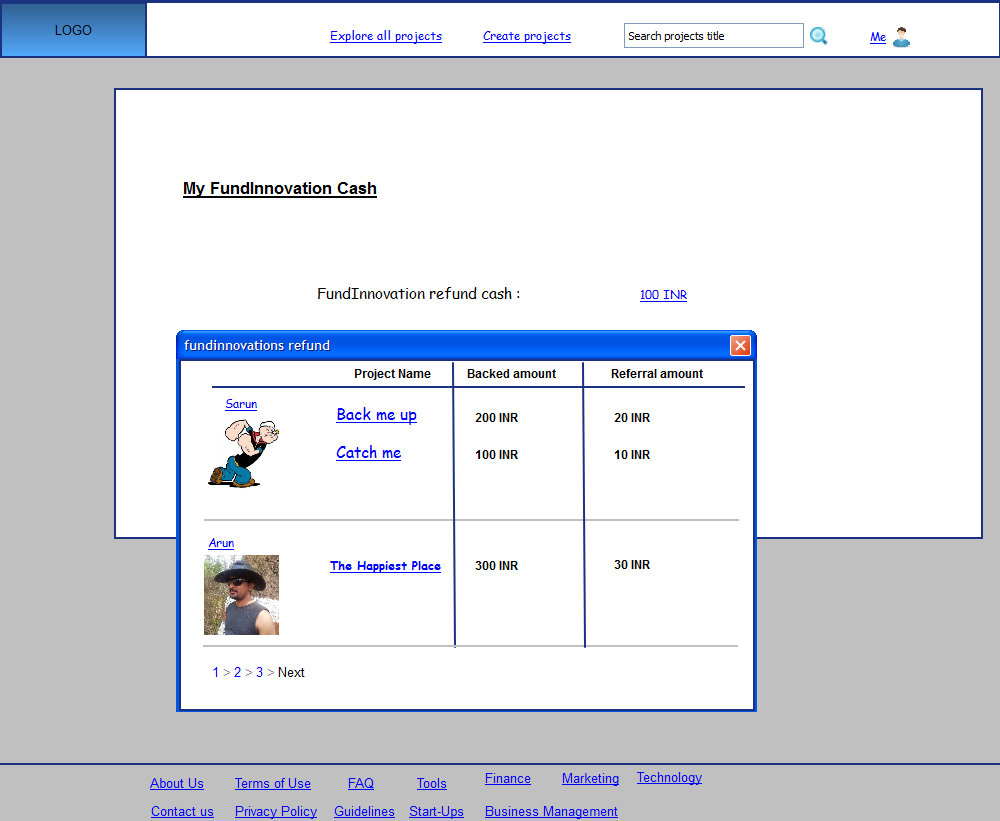 LOGO
Explore all projects
Create projects
Search projects title
Me
My FundInnovation Cash
FundInnovation refund cash :
100 INR
fundinnovations refund
Project Name
Backed amount
Referral amount
Sarun
Back me up
200 INR
20 INR
Catch me
100 INR
10 INR
Arun
The Happiest Place
300 INR
30 INR
1 > 2 > 3 > Next
About Us
Terms of Use
FAQ
Tools
Finance
Marketing
Technology
Contact us
Privacy Policy
Guidelines
Start-Ups
Business Management